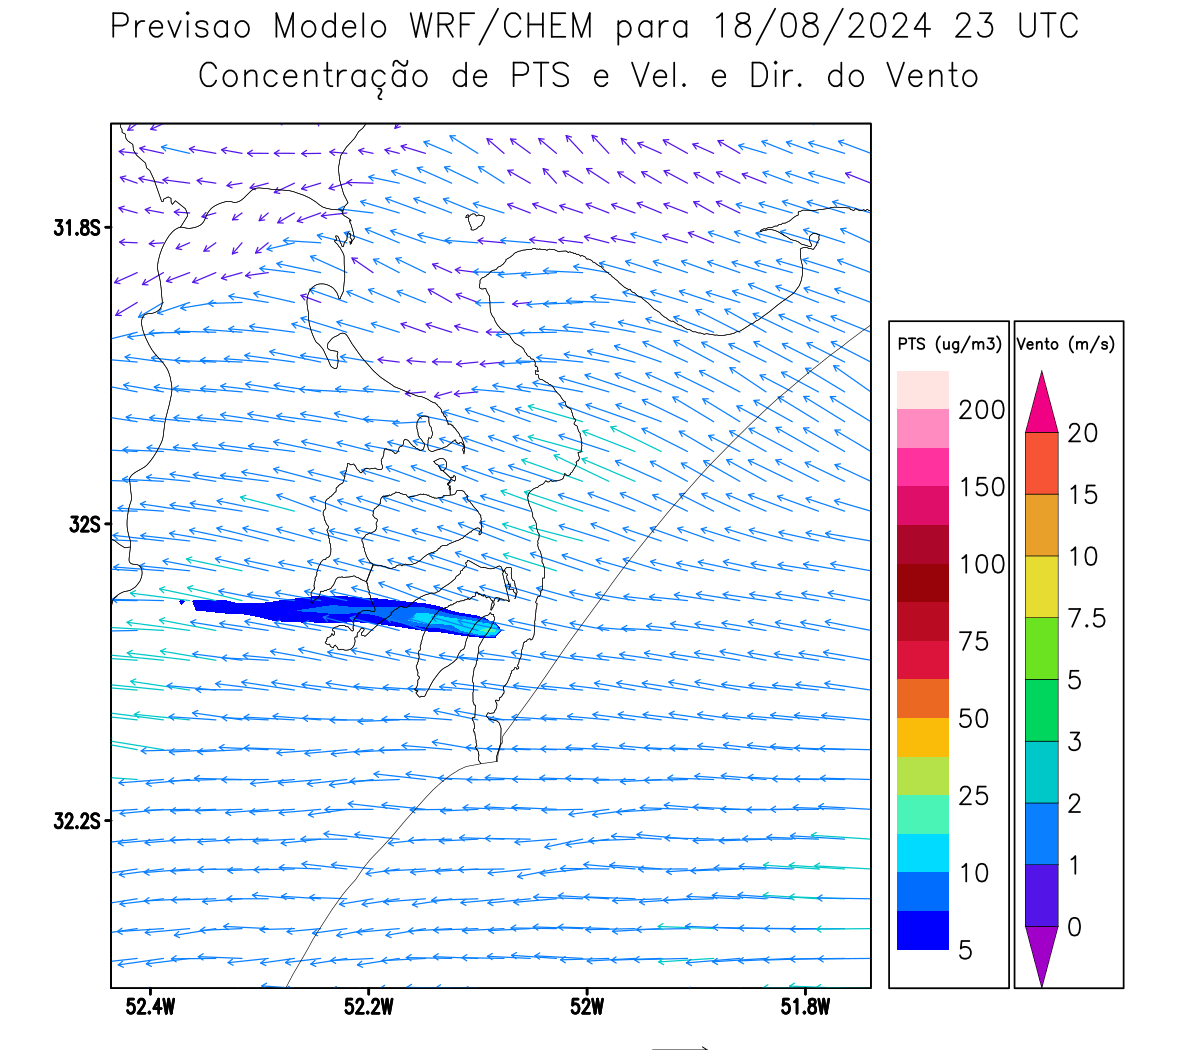 Previsao Modelo WRF/CHEM para 18/08/2024 23 UTC
Concentração de PTS e Vel. e Dir. do Vento
31.8S
32S
32.2S
52.4W
52.2W
52W
51.8W
PTS (ug/m3)
200
150
100
75
50
25
10
5
Vento (m/s)
20
15
10
7.5
5
3
2
1
0